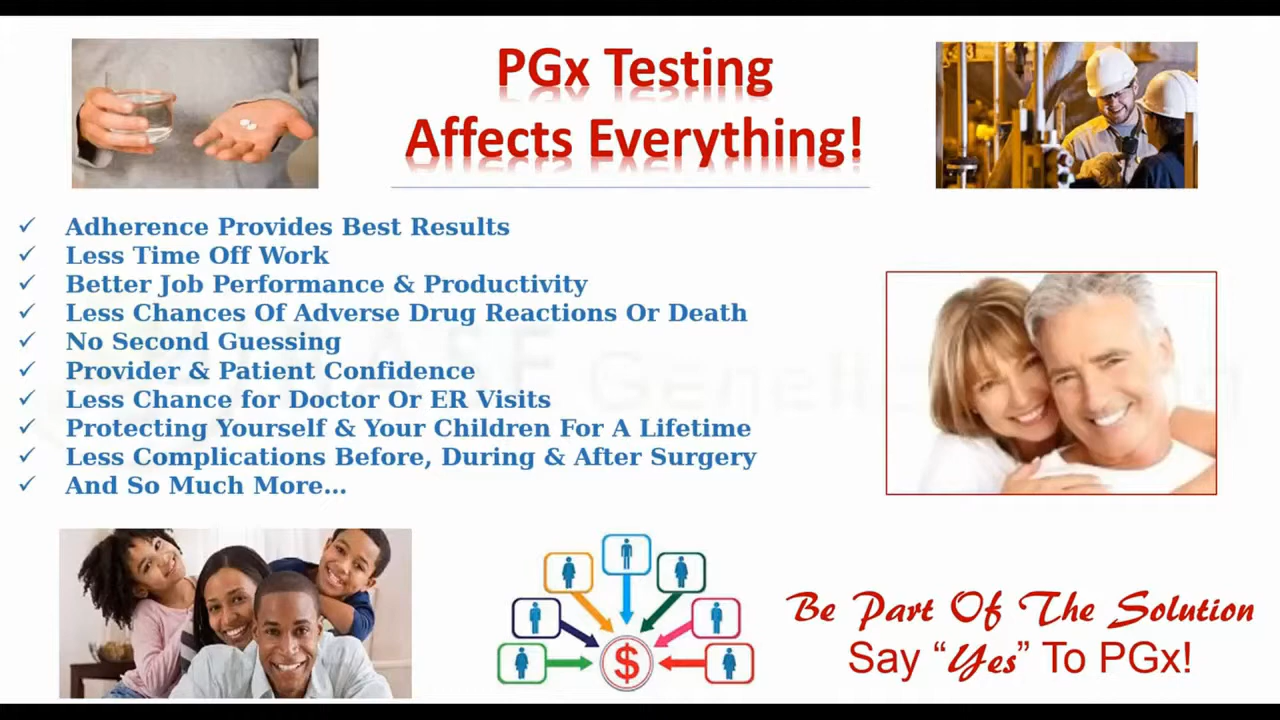 PGx Testing
Affects Everything!
✓ Adherence Provides Best Results
✓ Less Time Off Work
✓ Better Job Performance & Productivity
✓ Less Chances Of Adverse Drug Reactions Or Death
✓ No Second Guessing
✓ Provider & Patient Confidence
✓ Less Chance for Doctor Or ER Visits
✓ Protecting Yourself & Your Children For A Lifetime
✓ Less Complications Before, During & After Surgery
✓ And So Much More...
$
Be Part Of The Solution
Say “Yes” To PGx!